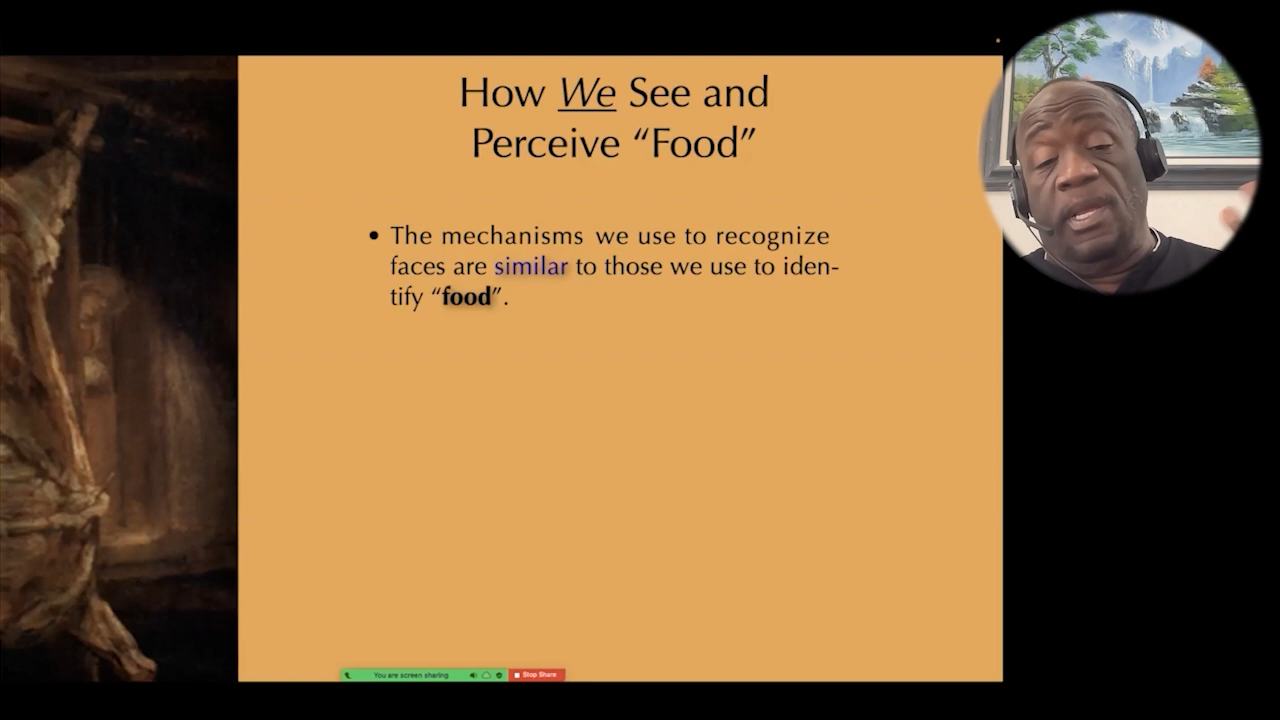 How We See and
Perceive “Food”
• The mechanisms we use to recognize
faces are similar to those we use to iden-
tify “food”.
You are screen sharing
Stop Share